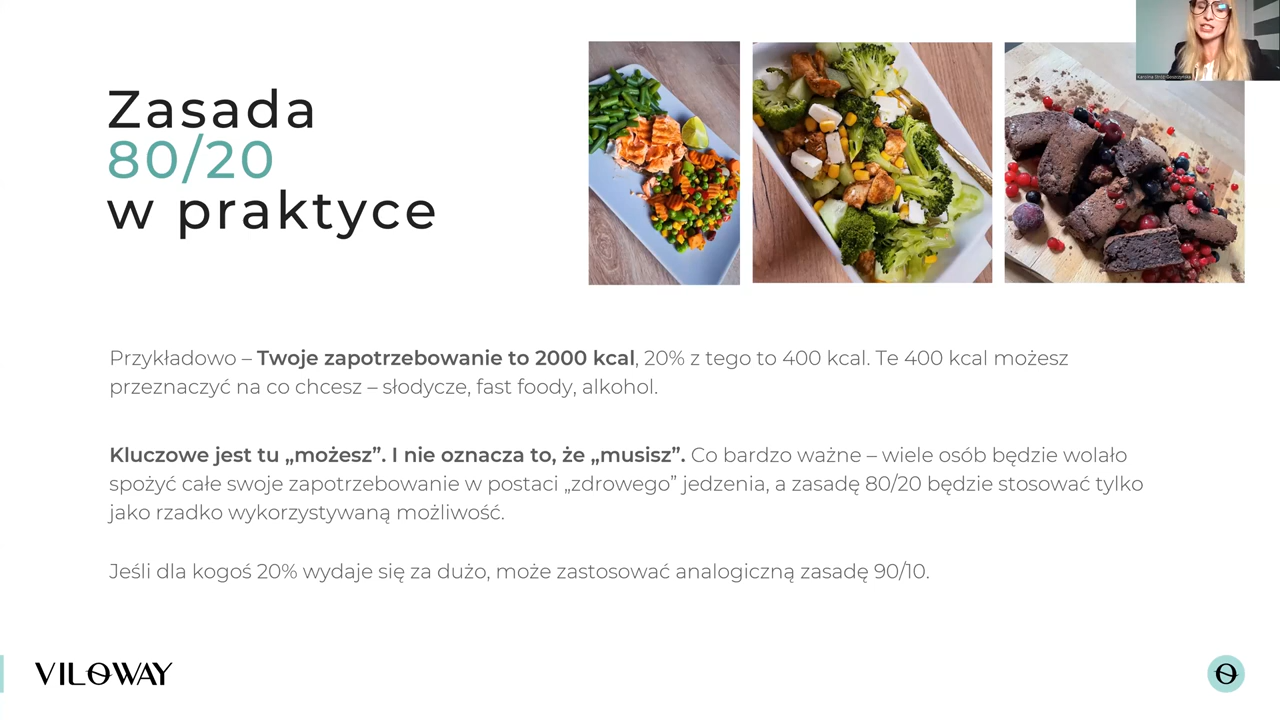 Zasada
80/20
w praktyce
Przykładowo – Twoje zapotrzebowanie to 2000 kcal, 20% z tego to 400 kcal. Te 400 kcal możesz
przeznaczyć na co chcesz – słodycze, fast foody, alkohol.
Kluczowe jest tu „możesz”. I nie oznacza to, że „musisz”. Co bardzo ważne – wiele osób będzie wolało
spożyć całe swoje zapotrzebowanie w postaci „zdrowego” jedzenia, a zasadę 80/20 będzie stosować tylko
jako rzadko wykorzystywaną możliwość.
Jeśli dla kogoś 20% wydaje się za dużo, może zastosować analogiczną zasadę 90/10.
VILOWAY